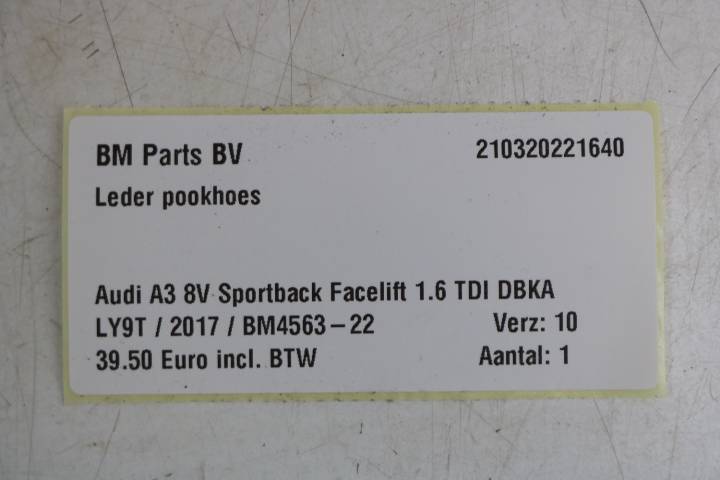 BM Parts BV 210320221640
Leder pookhoes
Audi A3 8V Sportback Facelift 1.6 TDI DBKA
LY9T / 2017 / BM4563-22 Verz: 10
39.50 Euro incl. BTW Aantal: 1